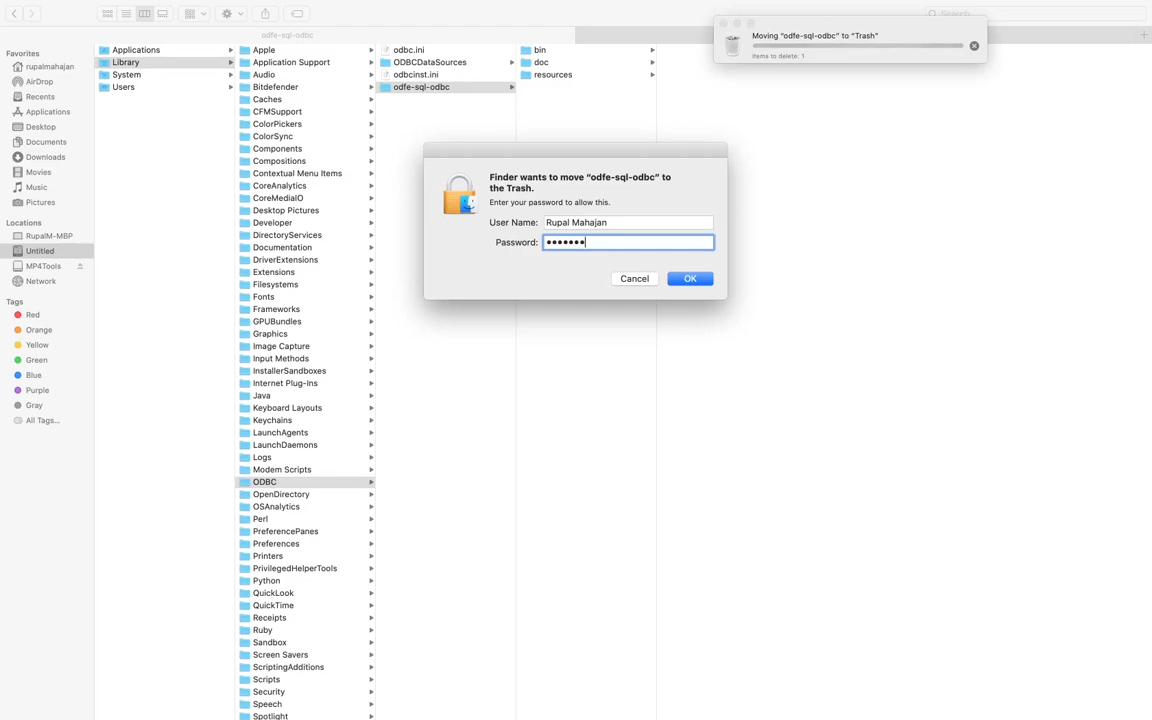 Search
odfe-sql-odbc
Moving “odfe-sql-odbc” to “Trash”
Items to delete: 1
Favorites
rupalmahajan
AirDrop
Recents
Applications
Desktop
Documents
Downloads
Movies
Music
Pictures
Locations
RupalM-MBP
Untitled
MP4Tools
Network
Tags
Red
Orange
Yellow
Green
Blue
Purple
Gray
All Tags...
Applications
Library
System
Users
Apple
Application Support
Audio
Bitdefender
Caches
CFMSupport
ColorPickers
ColorSync
Components
Compositions
Contextual Menu Items
CoreAnalytics
CoreMediaIO
Desktop Pictures
Developer
DirectoryServices
Documentation
DriverExtensions
Extensions
Filesystems
Fonts
Frameworks
GPUBundles
Graphics
Image Capture
Input Methods
InstallerSandboxes
Internet Plug-Ins
Java
Keyboard Layouts
Keychains
LaunchAgents
LaunchDaemons
Logs
Modem Scripts
ODBC
OpenDirectory
OSAnalytics
Perl
PreferencePanes
Preferences
Printers
PrivilegedHelperTools
Python
QuickLook
QuickTime
Receipts
Ruby
Sandbox
Screen Savers
ScriptingAdditions
Scripts
Security
Speech
Spotlight
odbc.ini
ODBCDataSources
odbcinst.ini
odfe-sql-odbc
bin
doc
resources
Finder wants to move “odfe-sql-odbc” to
the Trash.
Enter your password to allow this.
User Name: Rupal Mahajan
Password: •••••••
Cancel OK